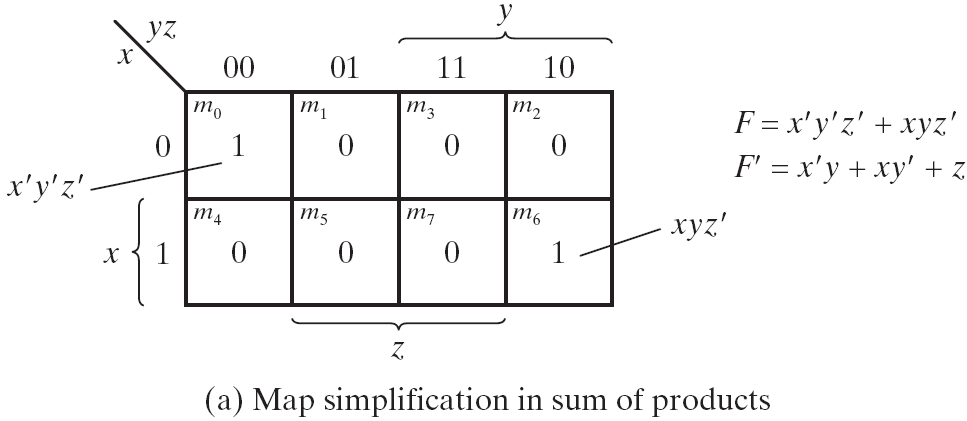 y
yz
x
00 01 11 10
m₀ m₁ m₃ m₂
0 1 0 0 0
F = x′y′z′ + xyz′
F′ = x′y + xy′ + z
x′y′z′
m₄ m₅ m₇ m₆
x 1 0 0 0 1
xyz′
z
(a) Map simplification in sum of products